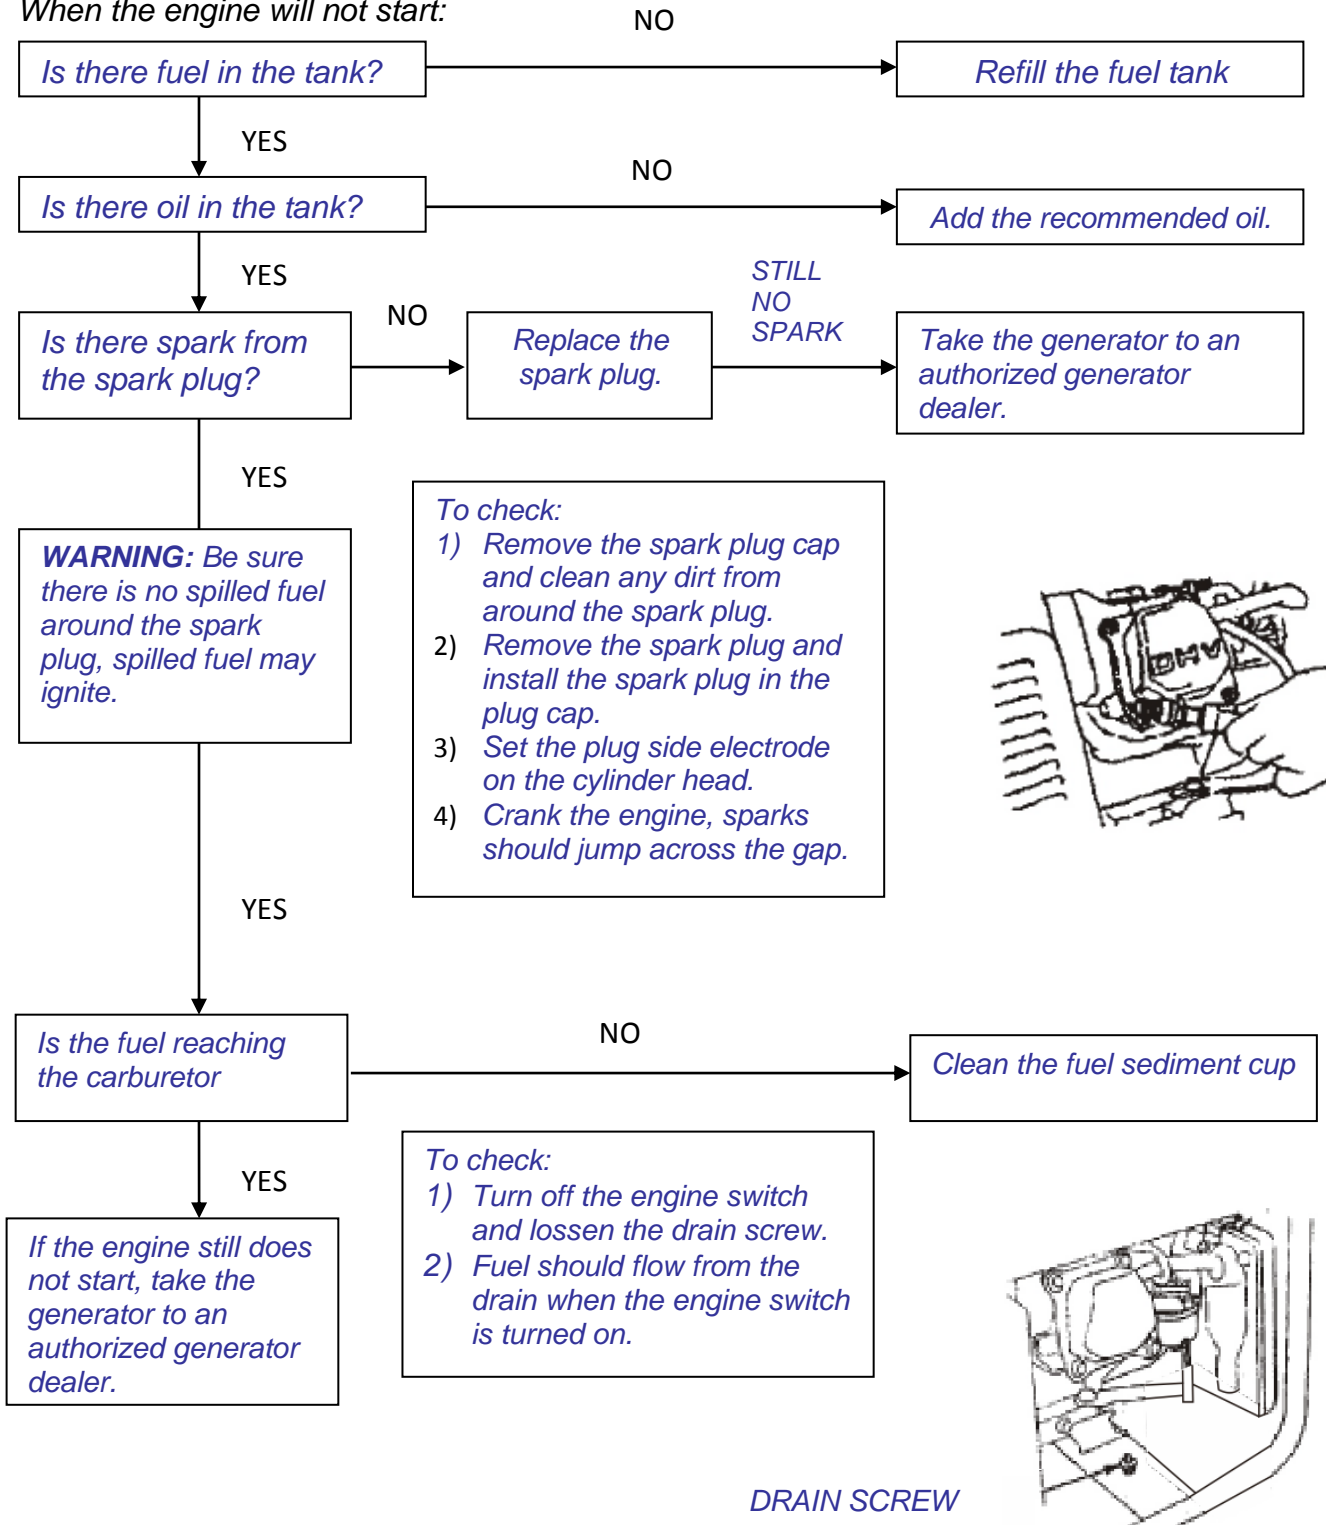 When the engine will not start:
NO
Is there fuel in the tank?
Refill the fuel tank
YES
NO
Is there oil in the tank?
Add the recommended oil.
YES
STILL
NO
SPARK
NO
Is there spark from
the spark plug?
Replace the
spark plug.
Take the generator to an
authorized generator
dealer.
YES
WARNING: Be sure
there is no spilled fuel
around the spark
plug, spilled fuel may
ignite.
To check:
1) Remove the spark plug cap
and clean any dirt from
around the spark plug.
2) Remove the spark plug and
install the spark plug in the
plug cap.
3) Set the plug side electrode
on the cylinder head.
4) Crank the engine, sparks
should jump across the gap.
OHV
YES
Is the fuel reaching
the carburetor
NO
Clean the fuel sediment cup
YES
To check:
1) Turn off the engine switch
and lossen the drain screw.
2) Fuel should flow from the
drain when the engine switch
is turned on.
If the engine still does
not start, take the
generator to an
authorized generator
dealer.
DRAIN SCREW